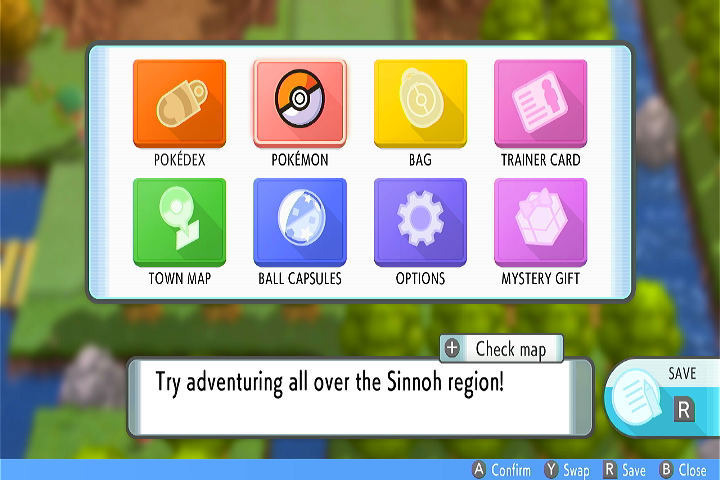 POKÉDEX
POKÉMON
BAG
TRAINER CARD
TOWN MAP
BALL CAPSULES
OPTIONS
MYSTERY GIFT
+ Check map
Try adventuring all over the Sinnoh region!
SAVE
R
A Confirm Y Swap R Save B Close